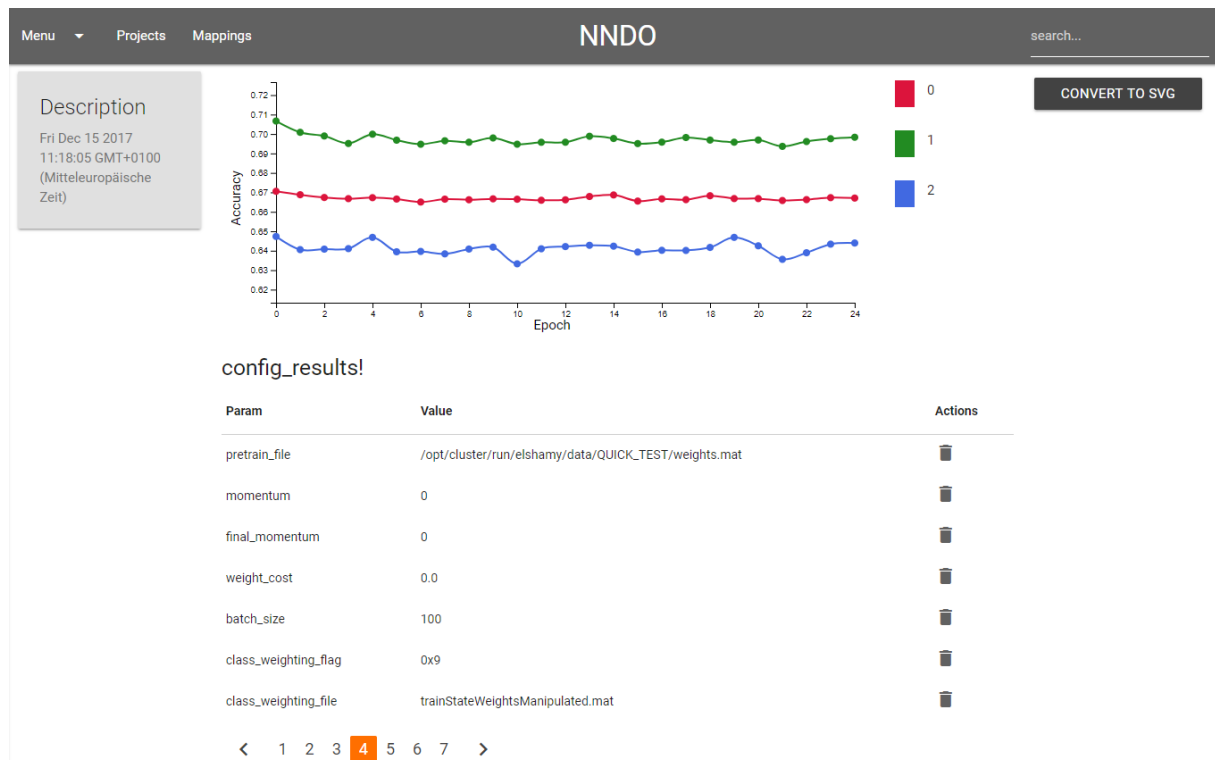 Menu Projects Mappings NNDO search...
Description
Fri Dec 15 2017
11:18:05 GMT+0100
(Mitteleuropäische
Zeit)
0.72
0.71
0.70
0.69
0.68
0.67
0.66
0.65
0.64
0.63
0.62
Accuracy
0 2 4 6 8 10 12 14 16 18 20 22 24
Epoch
0
1
2
CONVERT TO SVG
config_results!
Param Value Actions
pretrain_file /opt/cluster/run/elshamy/data/QUICK_TEST/weights.mat
momentum 0
final_momentum 0
weight_cost 0.0
batch_size 100
class_weighting_flag 0x9
class_weighting_file trainStateWeightsManipulated.mat
1 2 3 4 5 6 7